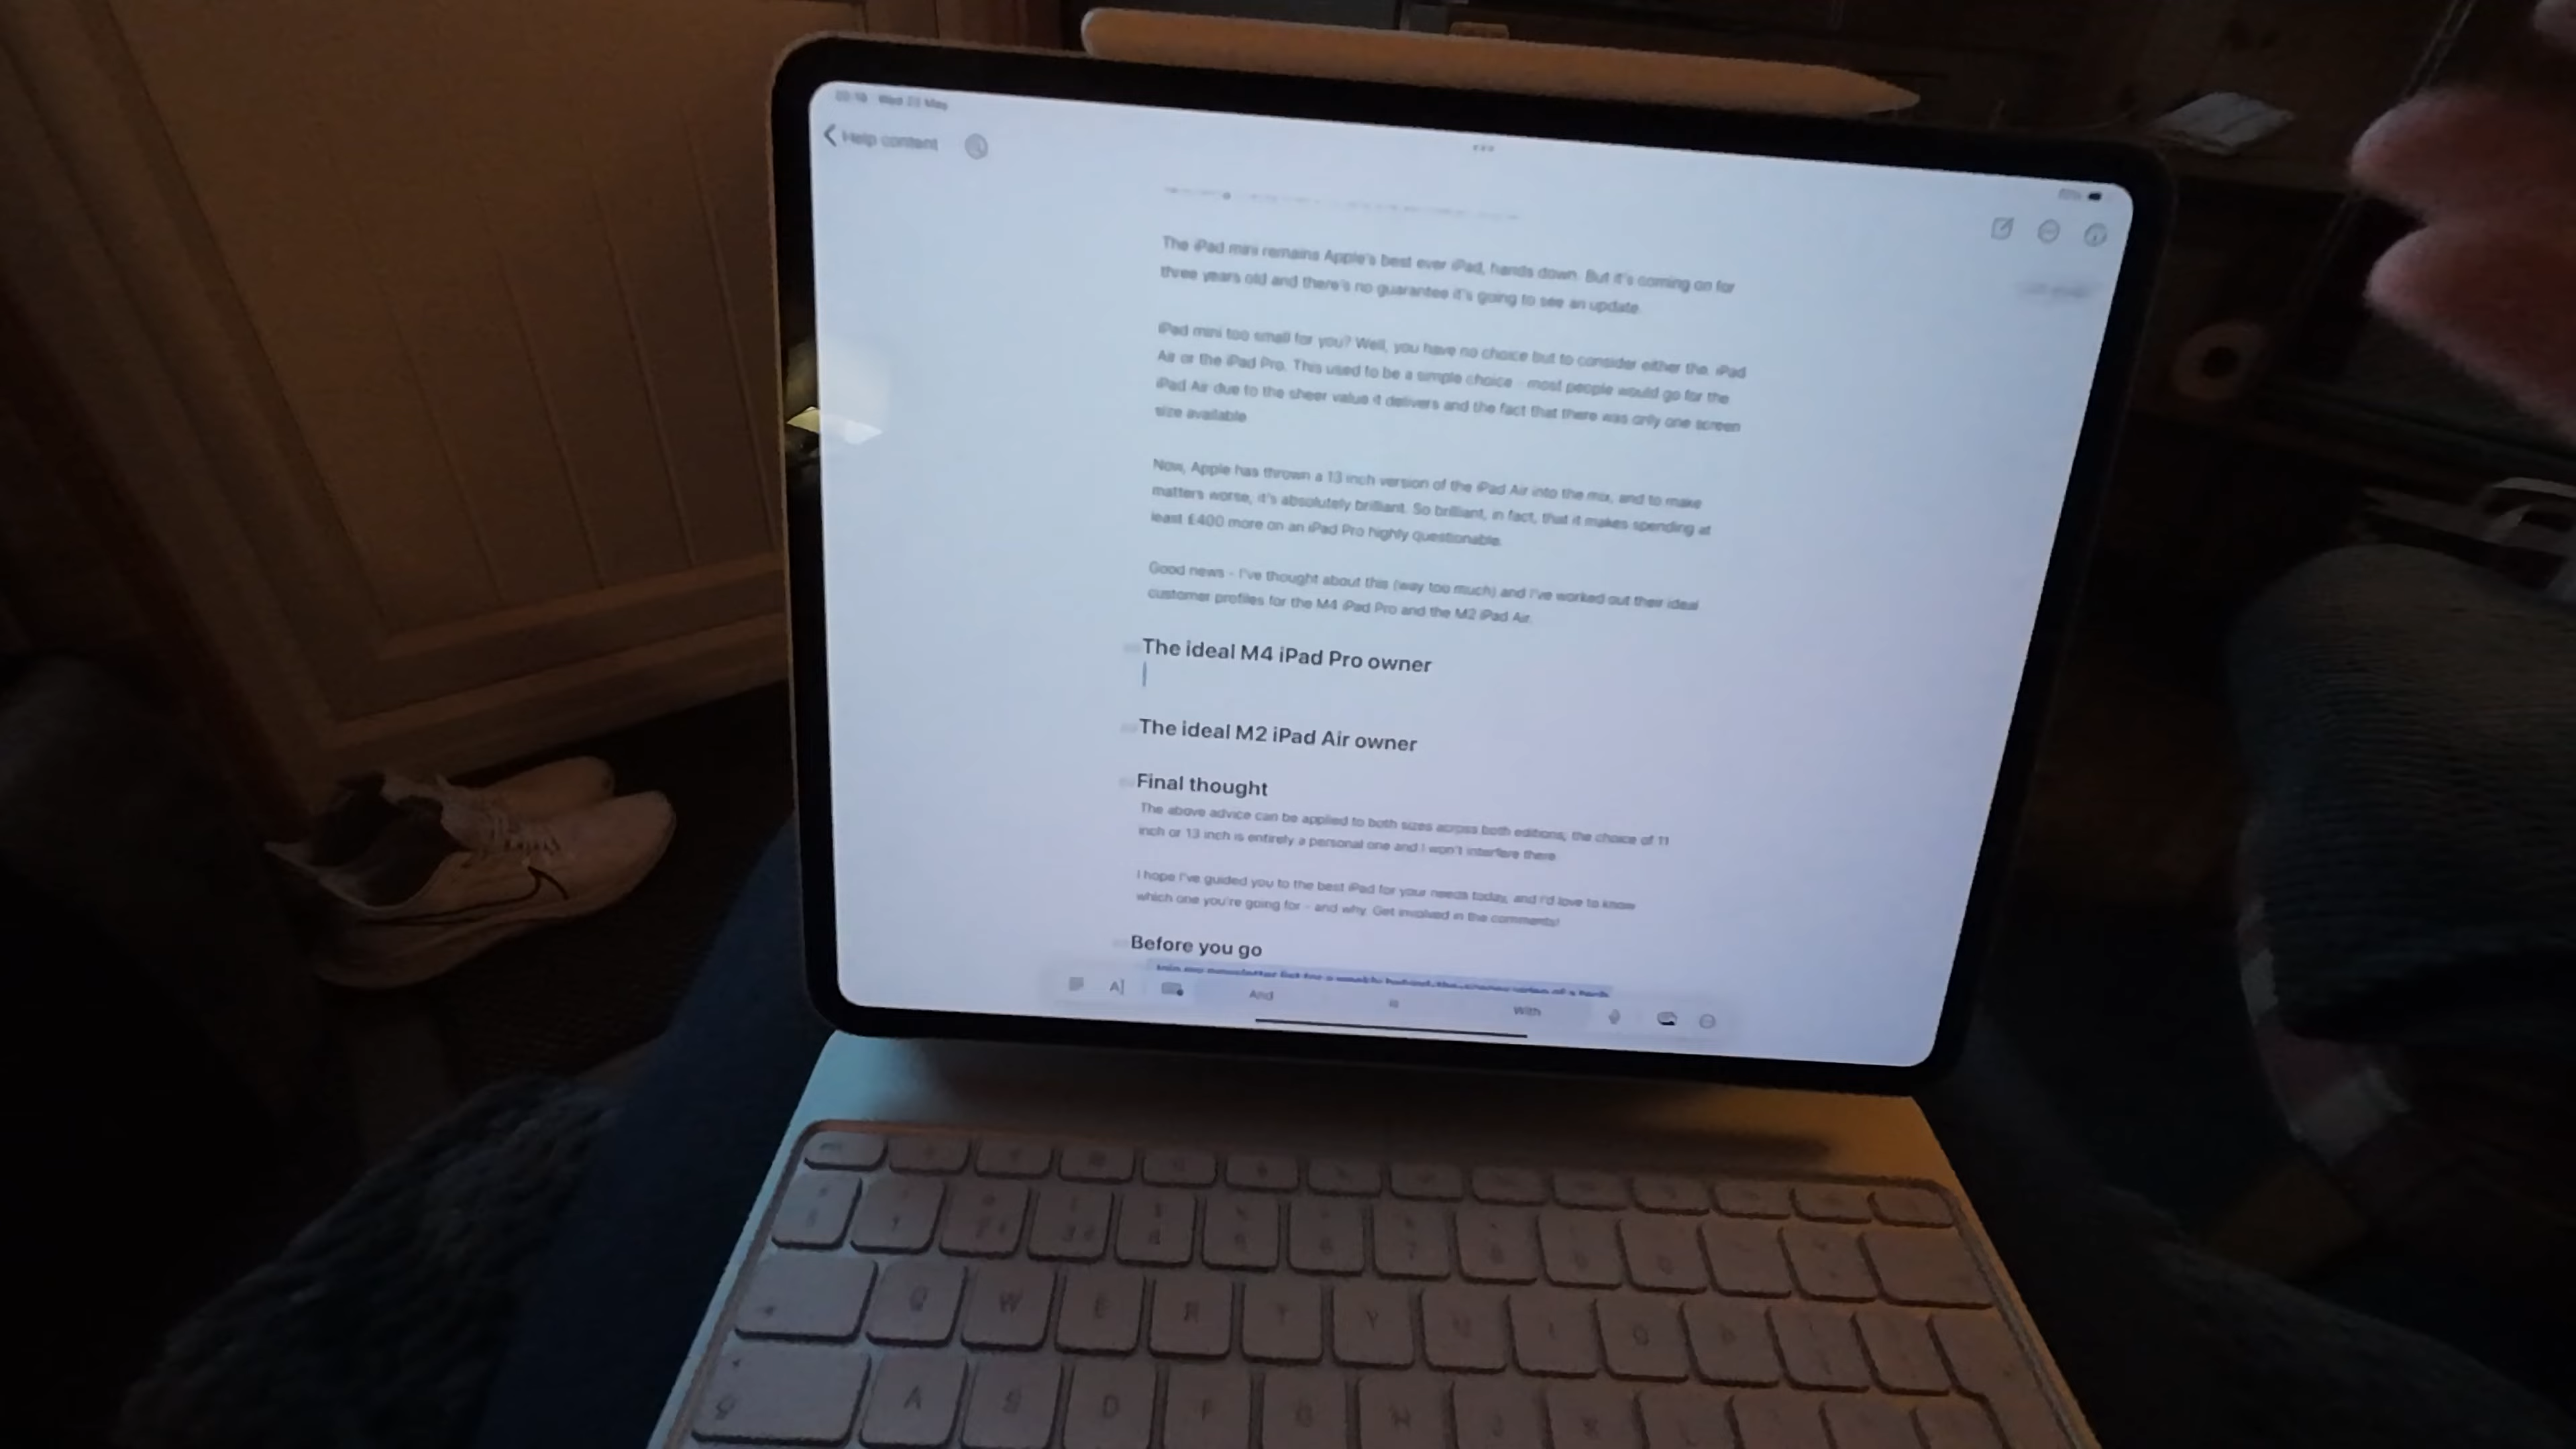 Wed 22 May
Help content
The iPad mini remains Apple's best ever iPad, hands down. But it's coming on for
three years old and there's no guarantee it's going to see an update.
iPad mini too small for you? Well, you have no choice but to consider either the iPad
Air or the iPad Pro. This used to be a simple choice - most people would go for the
iPad Air due to the sheer value it delivers and the fact that there was only one screen
size available.
Now, Apple has thrown a 13 inch version of the iPad Air into the mix, and to make
matters worse, it's absolutely brilliant. So brilliant, in fact, that it makes spending at
least £400 more on an iPad Pro highly questionable.
Good news - I've thought about this (way too much) and I've worked out their ideal
customer profiles for the M4 iPad Pro and the M2 iPad Air.
The ideal M4 iPad Pro owner
The ideal M2 iPad Air owner
Final thought
The above advice can be applied to both sizes across both editions; the choice of 11
inch or 13 inch is entirely a personal one and I won't interfere there.
I hope I've guided you to the best iPad for your needs today, and I'd love to know
which one you're going for - and why. Get involved in the comments!
Before you go
A
And
With
Q W E R T Y U I O P
A S D F G H J K